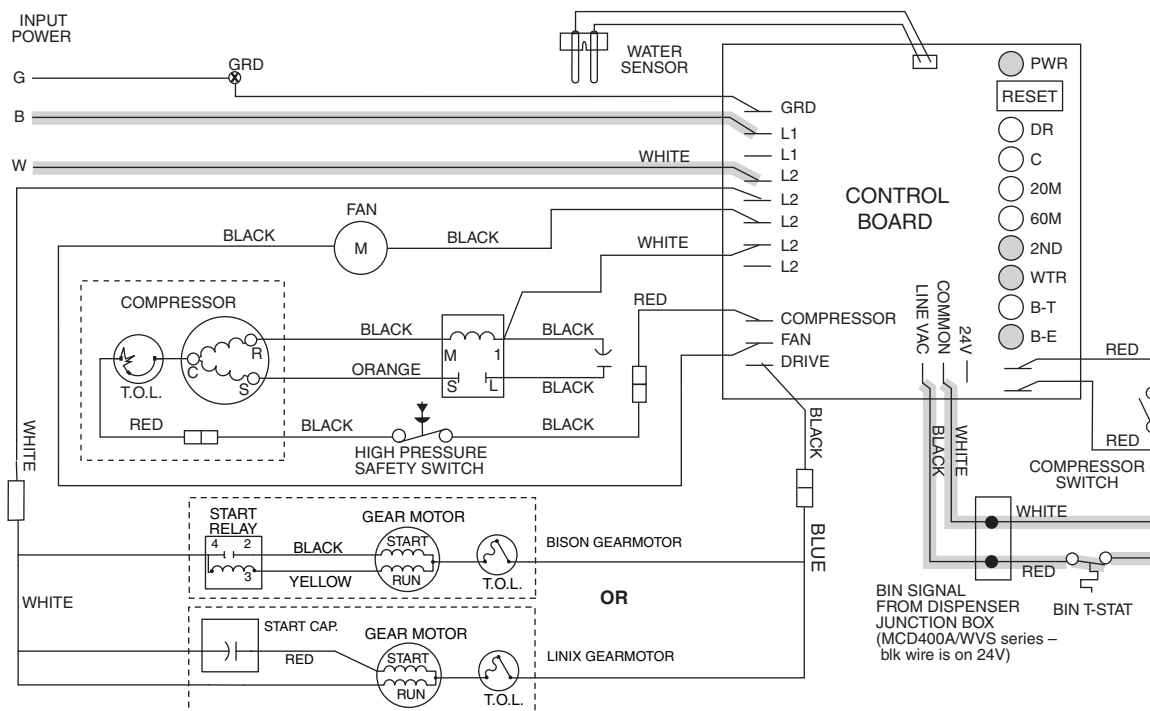 INPUT
POWER
G
GRD
B
W
WHITE
WATER
SENSOR
GRD
L1
L1
L2
L2
L2
L2
L2
CONTROL
BOARD
PWR
RESET
DR
C
20M
60M
2ND
WTR
B-T
B-E
FAN
M
BLACK
BLACK
WHITE
COMPRESSOR
T.O.L.
C
R
S
BLACK
ORANGE
M
1
S
L
BLACK
BLACK
RED
COMPRESSOR
FAN
DRIVE
LINE VAC
COMMON
24V
RED
RED
COMPRESSOR
SWITCH
RED
BLACK
BLACK
HIGH PRESSURE
SAFETY SWITCH
WHITE
BLACK
BLACK
WHITE
BLUE
WHITE
RED
BIN T-STAT
BIN SIGNAL
FROM DISPENSER
JUNCTION BOX
(MCD400A/WVS series –
blk wire is on 24V)
START
RELAY
4
2
3
BLACK
YELLOW
GEAR MOTOR
START
RUN
T.O.L.
BISON GEARMOTOR
OR
WHITE
START CAP.
RED
GEAR MOTOR
START
RUN
T.O.L.
LINIX GEARMOTOR